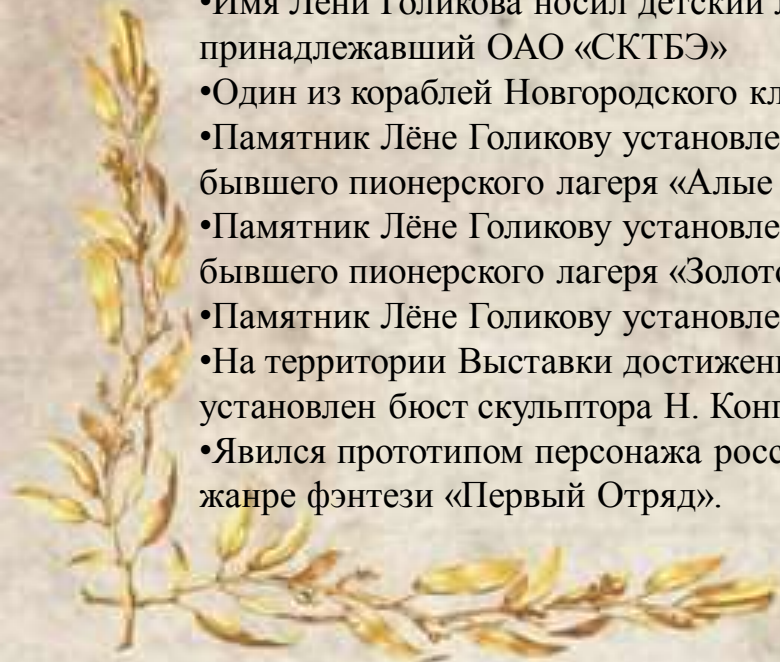 •Имя Лёни Голикова носил детский
принадлежавший ОАО «СКТБЭ»
•Один из кораблей Новгородского кл
•Памятник Лёне Голикову установле
бывшего пионерского лагеря «Алые
•Памятник Лёне Голикову установле
бывшего пионерского лагеря «Золото
•Памятник Лёне Голикову установле
•На территории Выставки достижен
установлен бюст скульптора Н. Конг
•Явился прототипом персонажа росс
жанре фэнтези «Первый Отряд».